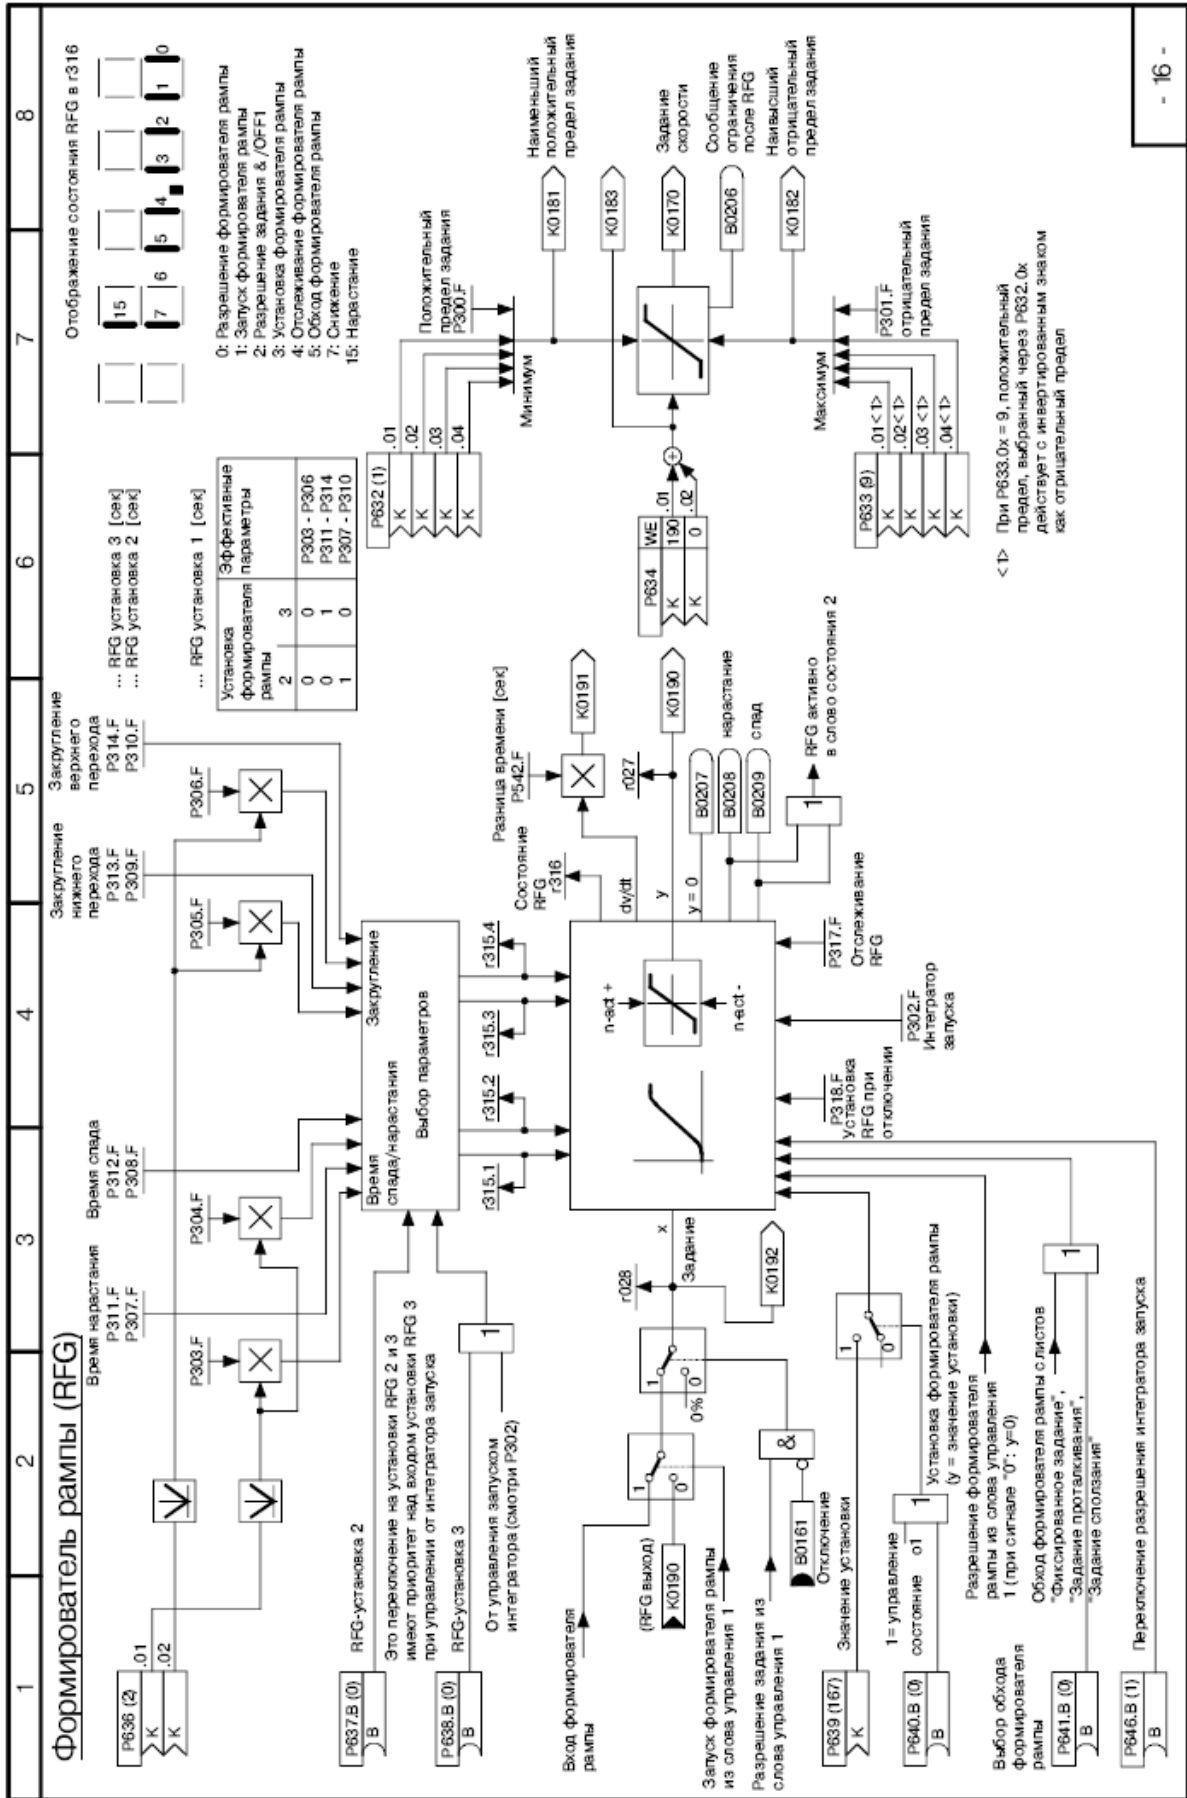 Формирователь рампы (RFG)
1
2
3
4
5
6
7
8
P636 (2)
K
K
.01
.02
Время нарастания
P311.F
P307.F
P303.F
Время спада
P312.F
P308.F
P304.F
Закругление
нижнего
перехода
P313.F
P309.F
P305.F
Закругление
верхнего
перехода
P314.F
P310.F
P306.F
... RFG установка 3 [сек]
... RFG установка 2 [сек]
... RFG установка 1 [сек]
Отображение состояния RFG в r316
15
7
6
5
4
3
2
1
0
0: Разрешение формирователя рампы
1: Запуск формирователя рампы
2: Разрешение задания & /OFF1
3: Установка формирователя рампы
4: Отслеживание формирователя рампы
5: Обход формирователя рампы
7: Снижение
15: Нарастание
Установка
формирователя
рампы
Эффективные
параметры
2
3
0
0
P303 - P306
0
1
P311 - P314
1
0
P307 - P310
P637.B (0)
B
RFG-установка 2
Это переключение на установки RFG 2 и 3
имеют приоритет над входом установки RFG 3
при управлении от интегратора запуска
P638.B (0)
B
RFG-установка 3
От управления запуском
интегратора (смотри P302)
1
Время
спада/нарастания
Закругление
Выбор параметров
r315.1
r315.2
r315.3
r315.4
Вход формирователя
рампы
(RFG выход)
K0190
1
0
1
0
0%
Запуск формирователя рампы
из слова управления 1
Разрешение задания из
слова управления 1
&
B0161
Отключение
r028
x
Задание
K0192
n-act +
n-act -
Состояние
RFG
r316
dv/dt
y
y = 0
Разница времени [сек]
P542.F
K0191
r027
K0190
B0207
B0208
нарастание
B0209
спад
1
RFG активно
в слово состояния 2
P318.F
Установка
RFG при
отключении
P302.F
Интегратор
запуска
P317.F
Отслеживание
RFG
P639 (167)
K
Значение установки
1
0
P640.B (0)
B
1= управление
состояние o1
1
Установка формирователя рампы
(y = значение установки)
Разрешение формирователя
рампы из слова управления
1 (при сигнале "0": y=0)
Выбор обхода
формирователя
рампы
P641.B (0)
B
Обход формирователя рампы с листов
"Фиксированное задание",
"Задание проталкивания",
"Задание сползания"
1
P646.B (1)
B
Переключение разрешения интегратора запуска
P632 (1)
K
K
K
K
.01
.02
.03
.04
Положительный
предел задания
P300.F
Минимум
Наименьший
положительный
предел задания
K0181
K0183
P634
WE
K
190
.01
K
0
.02
+
K0170
Задание
скорости
B0206
Сообщение
ограничения
после RFG
K0182
Наивысший
отрицательный
предел задания
Максимум
P301.F
отрицательный
предел задания
P633 (9)
K
K
K
K
.01<1>
.02<1>
.03 <1>
.04<1>
<1> При P633.0x = 9, положительный
предел, выбранный через P632.0x
действует с инвертированным знаком
как отрицательный предел
- 16 -